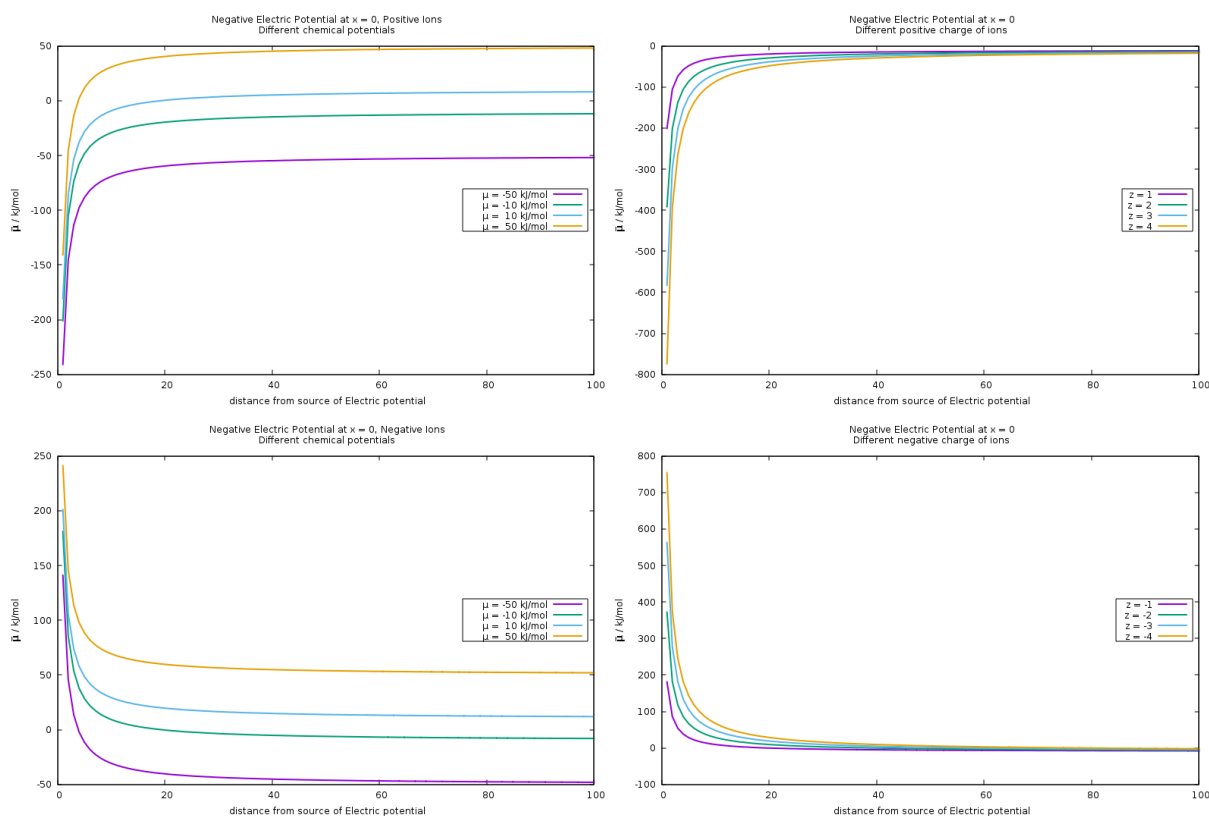 Negative Electric Potential at x = 0, Positive Ions
Different chemical potentials
50
0
-50
-100
-150
-200
-250
μ̄ / kJ/mol
μ = -50 kJ/mol
μ = -10 kJ/mol
μ =  10 kJ/mol
μ =  50 kJ/mol
0 20 40 60 80 100
distance from source of Electric potential
Negative Electric Potential at x = 0
Different positive charge of ions
0
-100
-200
-300
-400
-500
-600
-700
-800
μ̄ / kJ/mol
z = 1
z = 2
z = 3
z = 4
0 20 40 60 80 100
distance from source of Electric potential
Negative Electric Potential at x = 0, Negative Ions
Different chemical potentials
250
200
150
100
50
0
-50
μ̄ / kJ/mol
μ = -50 kJ/mol
μ = -10 kJ/mol
μ =  10 kJ/mol
μ =  50 kJ/mol
0 20 40 60 80 100
distance from source of Electric potential
Negative Electric Potential at x = 0
Different negative charge of ions
800
700
600
500
400
300
200
100
0
-100
μ̄ / kJ/mol
z = -1
z = -2
z = -3
z = -4
0 20 40 60 80 100
distance from source of Electric potential